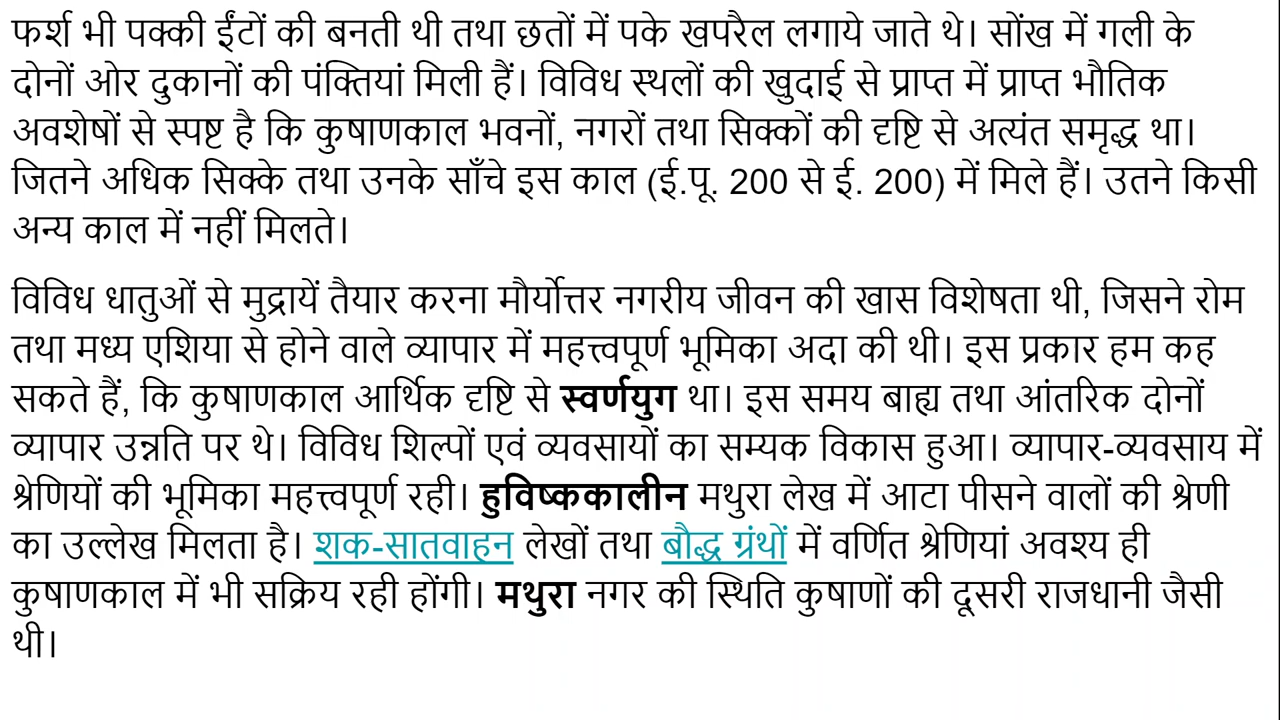 फर्श भी पक्की ईंटों की बनती थी तथा छतों में पके खपरैल लगाये जाते थे। सोंख में गली के
दोनों ओर दुकानों की पंक्तियां मिली हैं। विविध स्थलों की खुदाई से प्राप्त में प्राप्त भौतिक
अवशेषों से स्पष्ट है कि कुषाणकाल भवनों, नगरों तथा सिक्कों की दृष्टि से अत्यंत समृद्ध था।
जितने अधिक सिक्के तथा उनके साँचे इस काल (ई.पू. 200 से ई. 200) में मिले हैं। उतने किसी
अन्य काल में नहीं मिलते।
विविध धातुओं से मुद्रायें तैयार करना मौर्योत्तर नगरीय जीवन की खास विशेषता थी, जिसने रोम
तथा मध्य एशिया से होने वाले व्यापार में महत्त्वपूर्ण भूमिका अदा की थी। इस प्रकार हम कह
सकते हैं, कि कुषाणकाल आर्थिक दृष्टि से स्वर्णयुग था। इस समय बाह्य तथा आंतरिक दोनों
व्यापार उन्नति पर थे। विविध शिल्पों एवं व्यवसायों का सम्यक विकास हुआ। व्यापार-व्यवसाय में
श्रेणियों की भूमिका महत्त्वपूर्ण रही। हुविष्ककालीन मथुरा लेख में आटा पीसने वालों की श्रेणी
का उल्लेख मिलता है। शक-सातवाहन लेखों तथा बौद्ध ग्रंथों में वर्णित श्रेणियां अवश्य ही
कुषाणकाल में भी सक्रिय रही होंगी। मथुरा नगर की स्थिति कुषाणों की दूसरी राजधानी जैसी
थी।